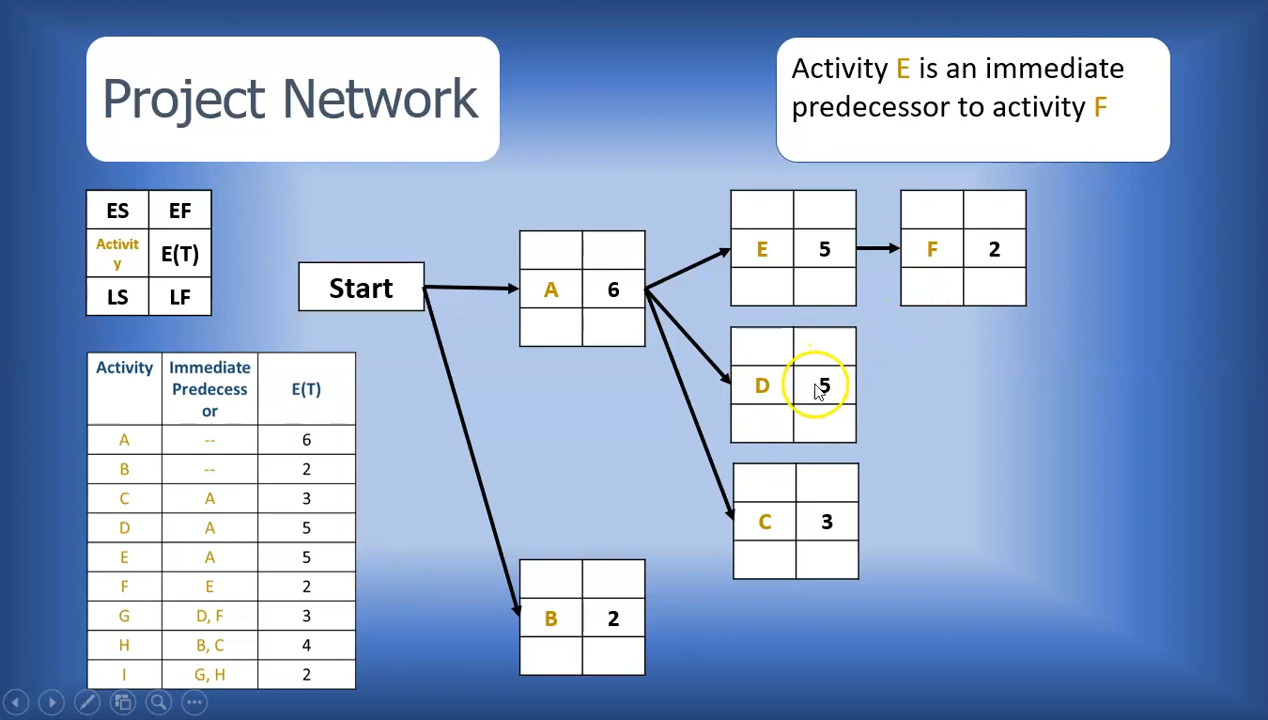 Project Network
Activity E is an immediate
predecessor to activity F
ES EF
Activit
y
E(T)
LS LF
Start
A 6
E 5
F 2
D 5
C 3
B 2
Activity
Immediate
Predecess
or
E(T)
A -- 6
B -- 2
C A 3
D A 5
E A 5
F E 2
G D, F 3
H B, C 4
I G, H 2